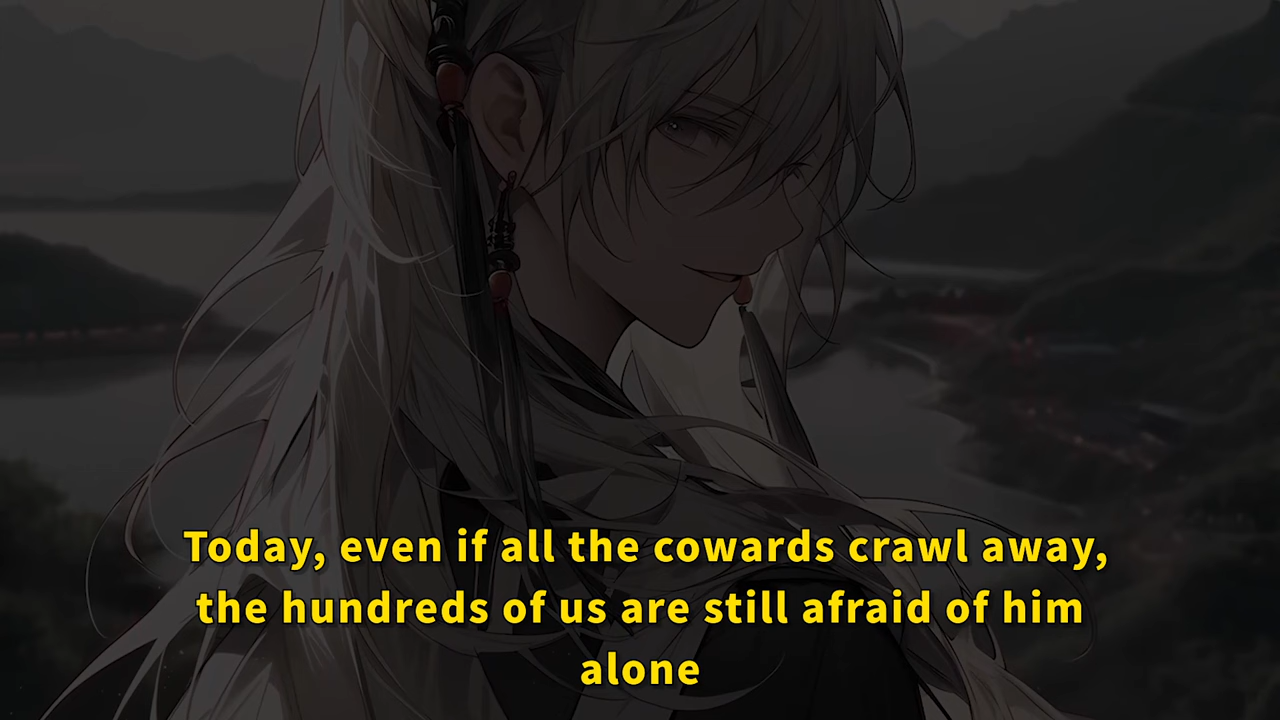 Today, even if all the cowards crawl away,
the hundreds of us are still afraid of him
alone